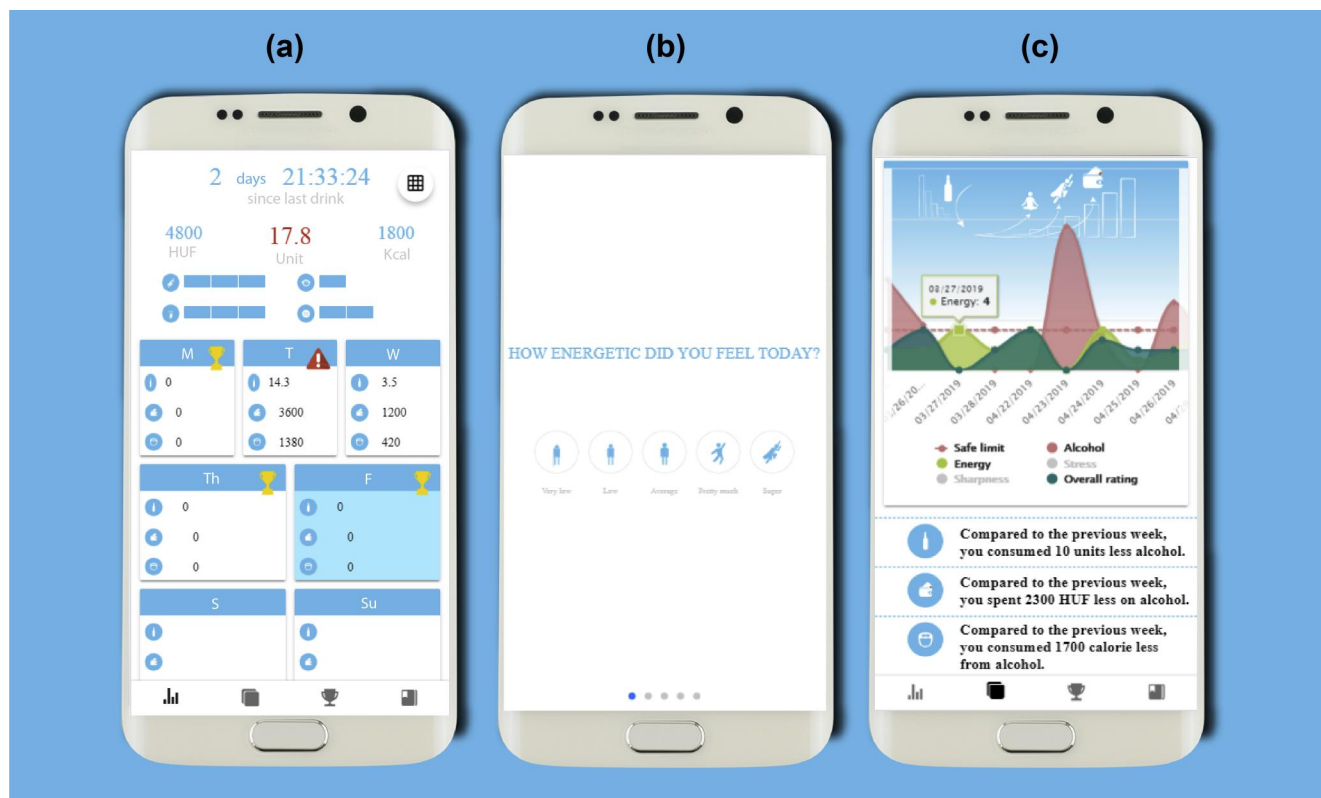 (a)
(b)
(c)
2 days 21:33:24
since last drink
4800
HUF
17.8
Unit
1800
Kcal
M
0
0
0
T
14.3
3600
1380
W
3.5
1200
420
Th
0
0
0
F
0
0
0
S
Su
HOW ENERGETIC DID YOU FEEL TODAY?
Very low
Low
Average
Pretty much
Super
08/27/2019
Energy: 4
03/27/2019
03/28/2019
04/22/2019
04/23/2019
04/24/2019
04/25/2019
04/26/2019
Safe limit
Alcohol
Energy
Stress
Sharpness
Overall rating
Compared to the previous week,
you consumed 10 units less alcohol.
Compared to the previous week,
you spent 2300 HUF less on alcohol.
Compared to the previous week,
you consumed 1700 calorie less
from alcohol.